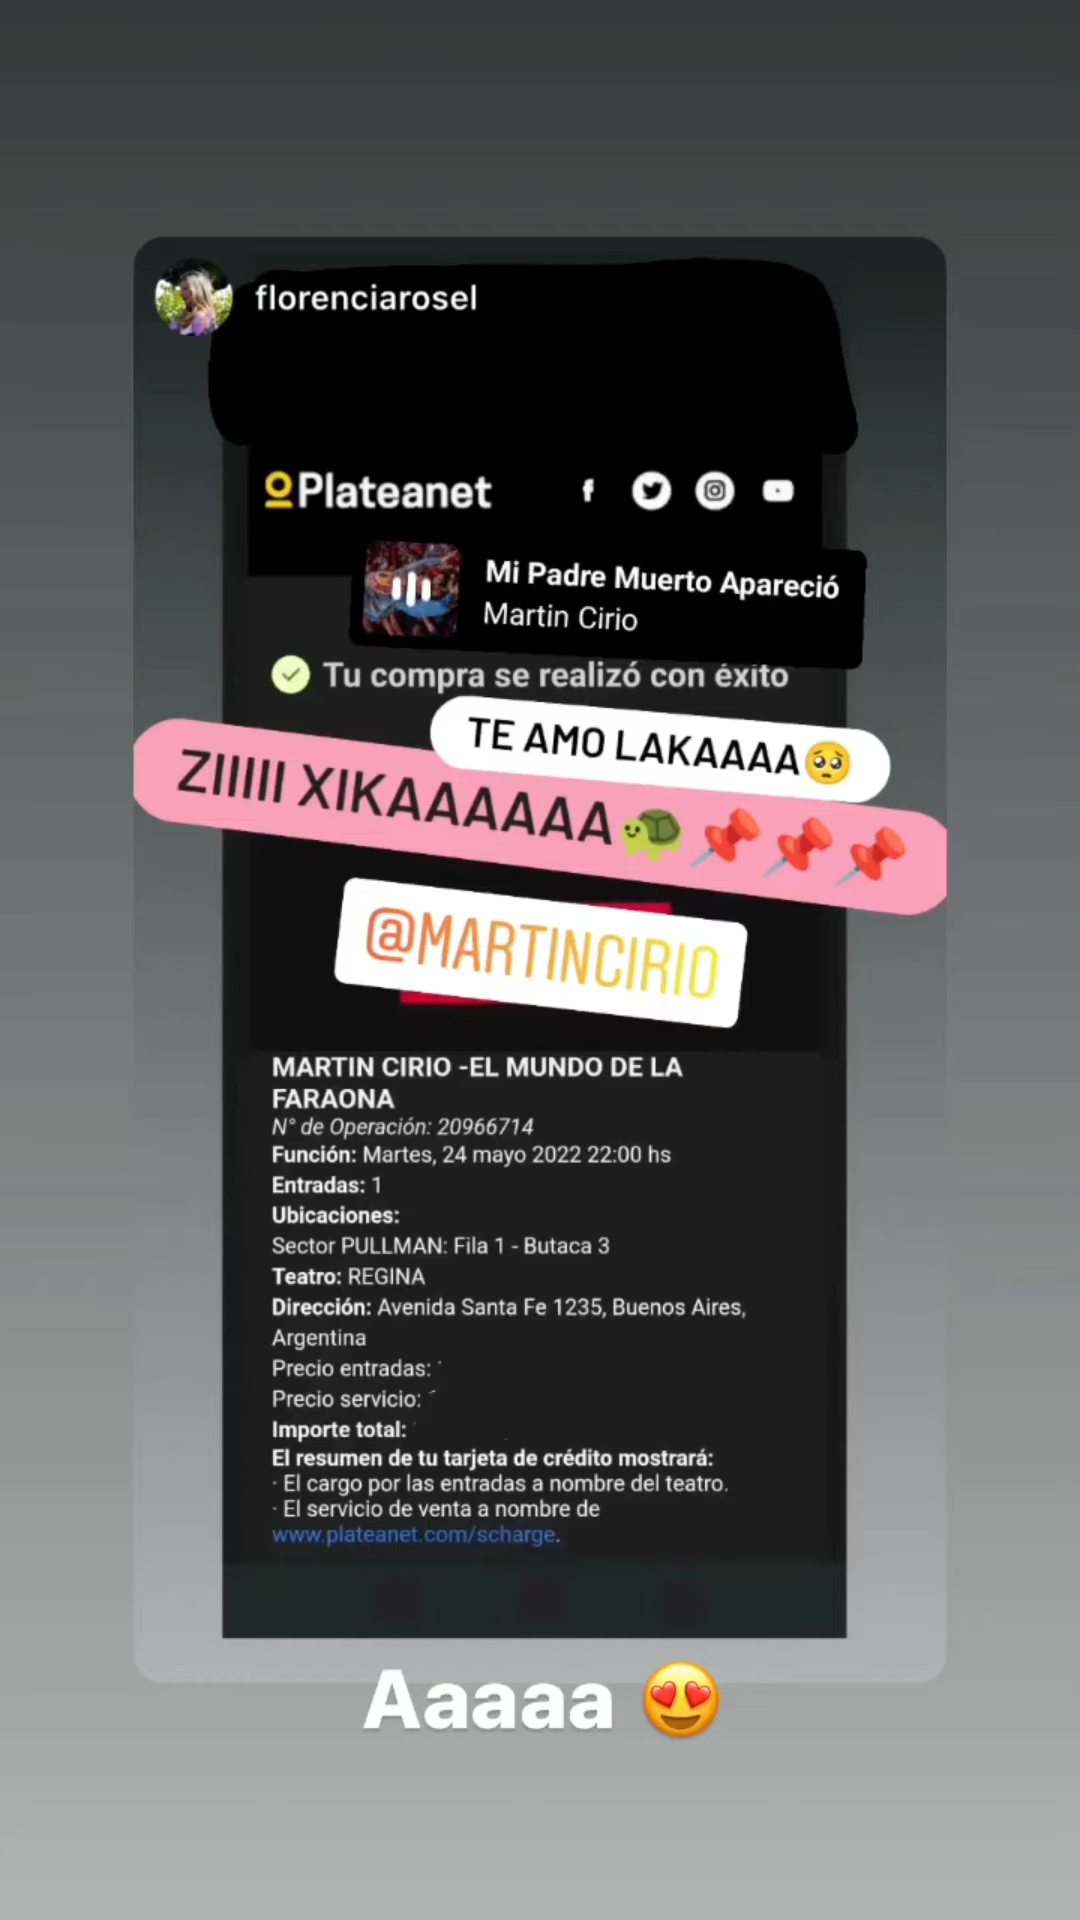 florenciarosel
Plateanet
Mi Padre Muerto Apareció
Martin Cirio
Tu compra se realizó con éxito
TE AMO LAKAAAA🥺
ZIIIII XIKAAAAAA🐢📌📌📌
@MARTINCIRIO
MARTIN CIRIO -EL MUNDO DE LA
FARAONA
N° de Operación: 20966714
Función: Martes, 24 mayo 2022 22:00 hs
Entradas: 1
Ubicaciones:
Sector PULLMAN: Fila 1 - Butaca 3
Teatro: REGINA
Dirección: Avenida Santa Fe 1235, Buenos Aires,
Argentina
Precio entradas:
Precio servicio:
Importe total:
El resumen de tu tarjeta de crédito mostrará:
· El cargo por las entradas a nombre del teatro.
· El servicio de venta a nombre de
www.plateanet.com/scharge.
Aaaaa 😍